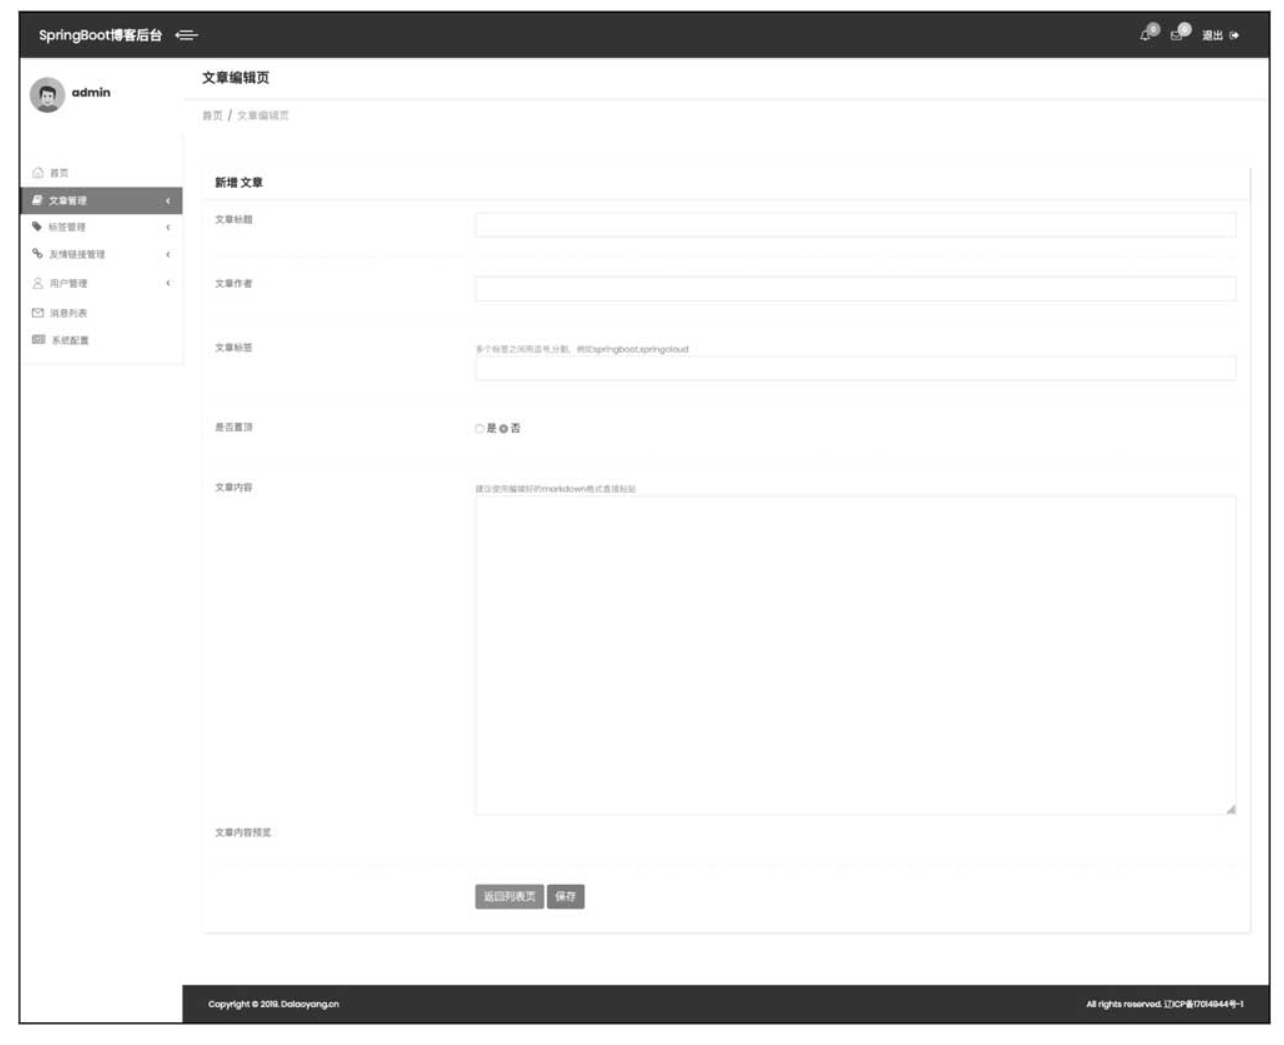 SpringBoot博客后台
0
0
退出
admin
文章编辑页
首页 / 文章编辑页
首页
文章管理
标签管理
友情链接管理
用户管理
消息列表
系统配置
新增 文章
文章标题
文章作者
文章标签
多个标签之间用逗号,分割，例如springboot,springcloud
是否置顶
是 否
文章内容
建议使用编辑好的markdown格式直接粘贴
文章内容预览
返回列表页 保存
Copyright © 2019. Dalaoyang.cn
All rights reserved. 辽ICP备17014944号-1